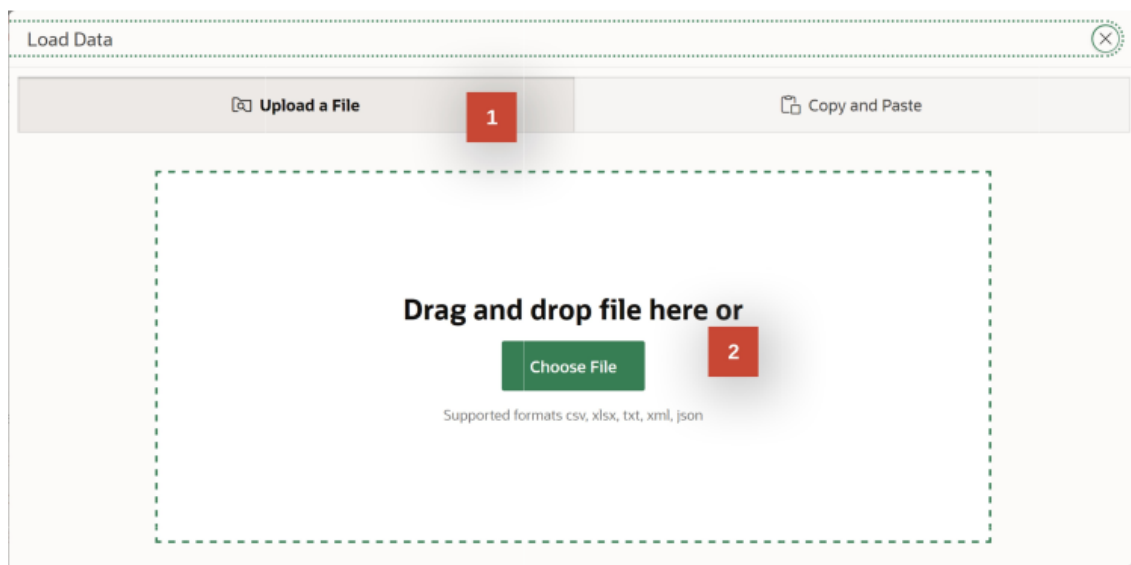 Load Data
Upload a File
1
Copy and Paste
Drag and drop file here or
2
Choose File
Supported formats csv, xlsx, txt, xml, json